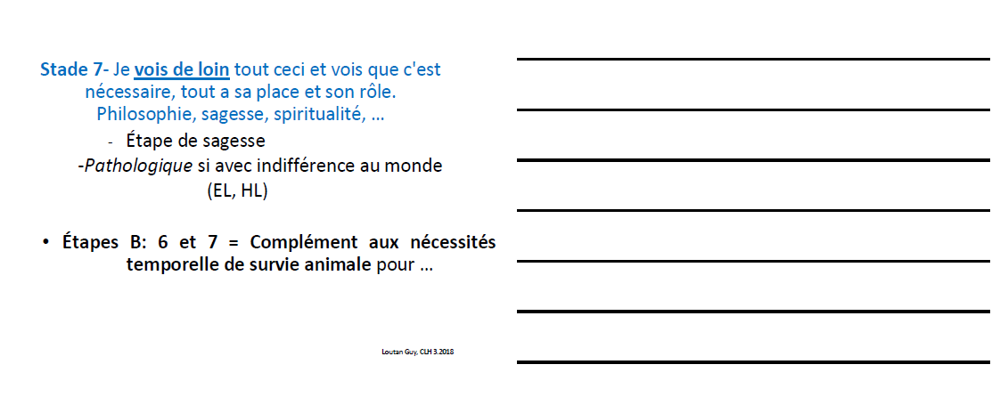 Stade 7- Je vois de loin tout ceci et vois que c'est
nécessaire, tout a sa place et son rôle.
Philosophie, sagesse, spiritualité, ...
- Étape de sagesse
-Pathologique si avec indifférence au monde
(EL, HL)
• Étapes B: 6 et 7 = Complément aux nécessités
temporelle de survie animale pour ...
Loutan Guy, CLH 3.2018